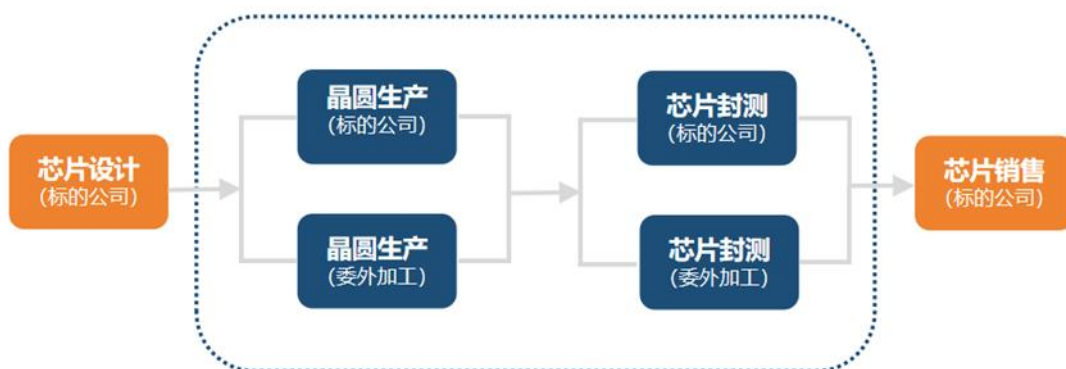 芯片设计
(标的公司)
晶圆生产
(标的公司)
晶圆生产
(委外加工)
芯片封测
(标的公司)
芯片封测
(委外加工)
芯片销售
(标的公司)